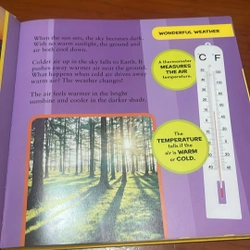 When the sun sets, the sky becomes dark.
With no warm sunlight, the ground and
air both cool down.
Colder air up in the sky falls to Earth. It
pushes away warmer air near the ground.
What happens when cold air drives away
warm air? The weather changes!
The air feels warmer in the bright
sunshine and cooler in the darker shade.
WONDERFUL WEATHER
A thermometer
MEASURES
THE AIR
temperature.
C F
The
TEMPERATURE
tells if the
air is WARM
or COLD.